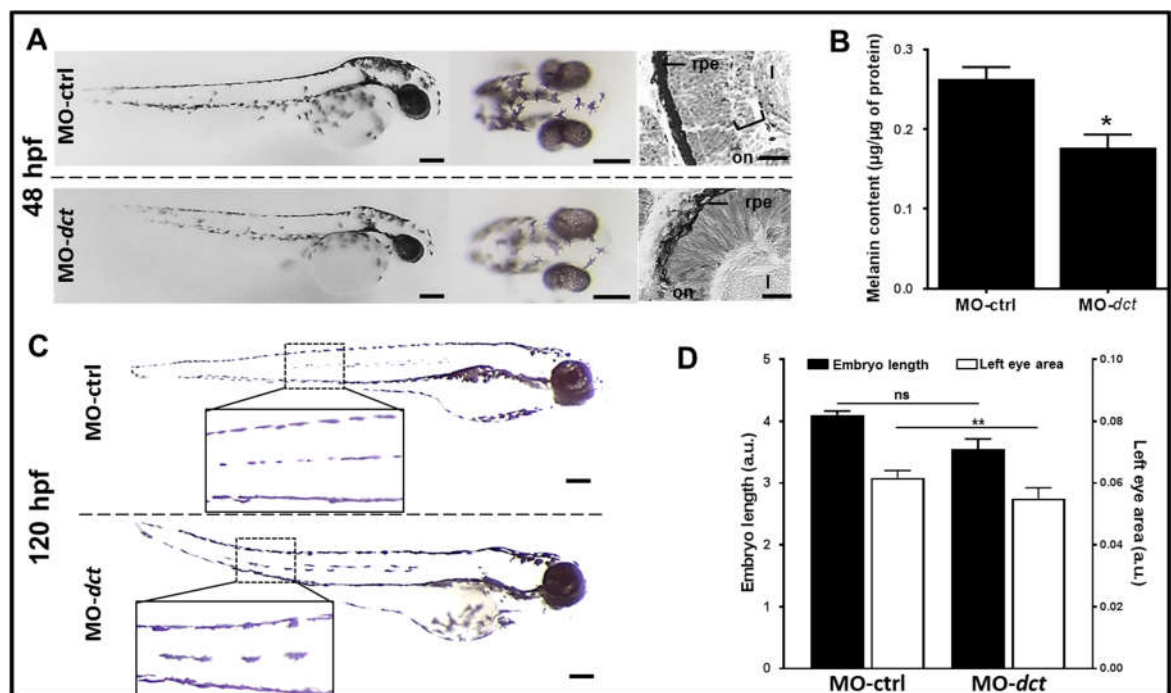 A
MO-ctrl
rpe
l
on
48 hpf
MO-dct
rpe
l
on
B
Melanin content (μg/μg of protein)
0.3
0.2
0.1
0.0
*
MO-ctrl
MO-dct
C
MO-ctrl
120 hpf
MO-dct
D
Embryo length
Left eye area
Embryo length (a.u.)
5
4
3
2
1
0
ns
**
0.10
0.08
0.06
0.04
0.02
0.00
Left eye area (a.u.)
MO-ctrl
MO-dct